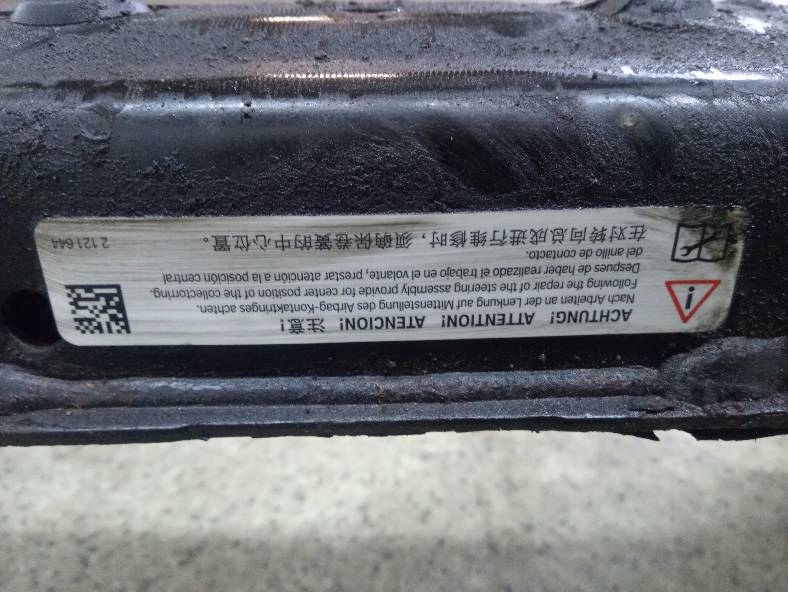 ACHTUNG! ATTENTION! ATENCION! 注意!
Nach Arbeiten an der Lenkung auf Mittenstellung des Airbag-Kontaktringes achten.
Following the repair of the steering assembly provide for center position of the collectoring.
Despues de haber realizado el trabajo en el volante, prestar atención a la posición central
del anillo de contacto.
在对转向总成进行维修时，须确保卷簧的中心位置。
2 121 644